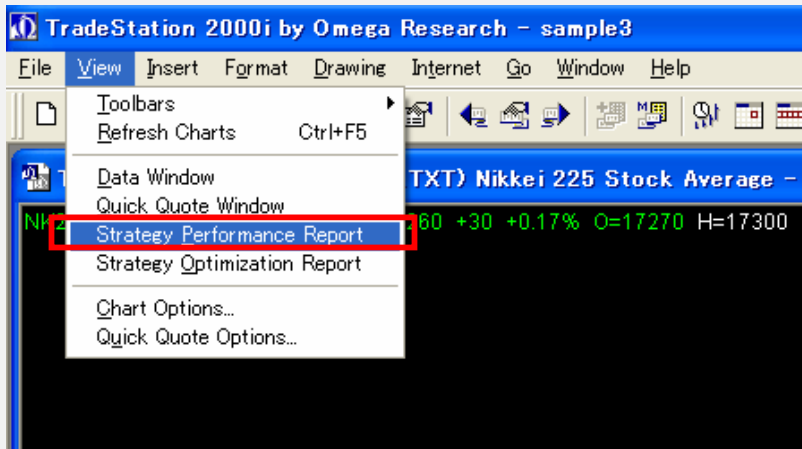 TradeStation 2000i by Omega Research - sample3
File View Insert Format Drawing Internet Go Window Help
Toolbars
Refresh Charts Ctrl+F5
Data Window
Quick Quote Window
Strategy Performance Report
Strategy Optimization Report
Chart Options...
Quick Quote Options...
TXT) Nikkei 225 Stock Average -
260 +30 +0.17% O=17270 H=17300